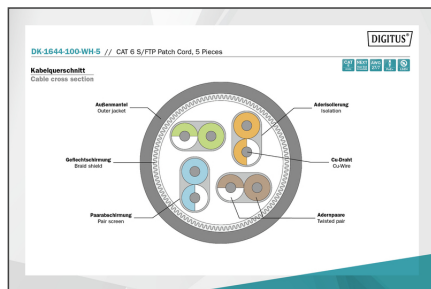 DIGITUS®
DK-1644-100-WH-5 // CAT 6 S/FTP Patch Cord, 5 Pieces
Kabelquerschnitt
Cable cross section
Außenmantel
Outer jacket
Aderisolierung
Isolation
Geflechtschirmung
Braid shield
Cu-Draht
Cu-Wire
Paarabschirmung
Pair screen
Adernpaare
Twisted pair